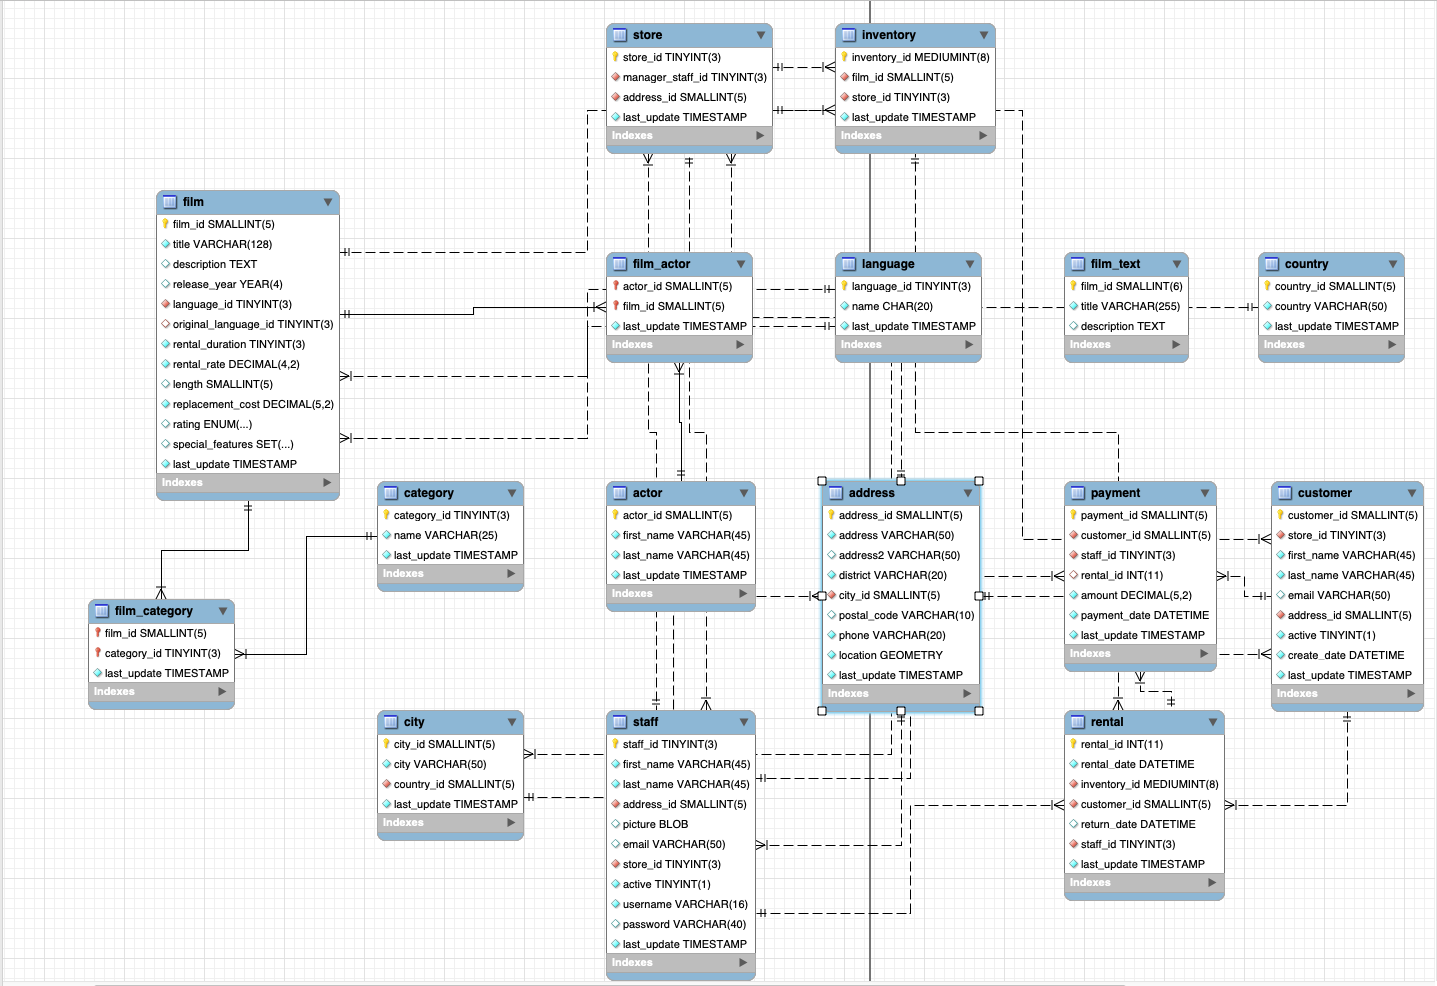 store
store_id TINYINT(3)
manager_staff_id TINYINT(3)
address_id SMALLINT(5)
last_update TIMESTAMP
Indexes
inventory
inventory_id MEDIUMINT(8)
film_id SMALLINT(5)
store_id TINYINT(3)
last_update TIMESTAMP
Indexes
film
film_id SMALLINT(5)
title VARCHAR(128)
description TEXT
release_year YEAR(4)
language_id TINYINT(3)
original_language_id TINYINT(3)
rental_duration TINYINT(3)
rental_rate DECIMAL(4,2)
length SMALLINT(5)
replacement_cost DECIMAL(5,2)
rating ENUM(...)
special_features SET(...)
last_update TIMESTAMP
Indexes
film_actor
actor_id SMALLINT(5)
film_id SMALLINT(5)
last_update TIMESTAMP
Indexes
language
language_id TINYINT(3)
name CHAR(20)
last_update TIMESTAMP
Indexes
film_text
film_id SMALLINT(6)
title VARCHAR(255)
description TEXT
Indexes
country
country_id SMALLINT(5)
country VARCHAR(50)
last_update TIMESTAMP
Indexes
category
category_id TINYINT(3)
name VARCHAR(25)
last_update TIMESTAMP
Indexes
actor
actor_id SMALLINT(5)
first_name VARCHAR(45)
last_name VARCHAR(45)
last_update TIMESTAMP
Indexes
address
address_id SMALLINT(5)
address VARCHAR(50)
address2 VARCHAR(50)
district VARCHAR(20)
city_id SMALLINT(5)
postal_code VARCHAR(10)
phone VARCHAR(20)
location GEOMETRY
last_update TIMESTAMP
Indexes
payment
payment_id SMALLINT(5)
customer_id SMALLINT(5)
staff_id TINYINT(3)
rental_id INT(11)
amount DECIMAL(5,2)
payment_date DATETIME
last_update TIMESTAMP
Indexes
customer
customer_id SMALLINT(5)
store_id TINYINT(3)
first_name VARCHAR(45)
last_name VARCHAR(45)
email VARCHAR(50)
address_id SMALLINT(5)
active TINYINT(1)
create_date DATETIME
last_update TIMESTAMP
Indexes
film_category
film_id SMALLINT(5)
category_id TINYINT(3)
last_update TIMESTAMP
Indexes
city
city_id SMALLINT(5)
city VARCHAR(50)
country_id SMALLINT(5)
last_update TIMESTAMP
Indexes
staff
staff_id TINYINT(3)
first_name VARCHAR(45)
last_name VARCHAR(45)
address_id SMALLINT(5)
picture BLOB
email VARCHAR(50)
store_id TINYINT(3)
active TINYINT(1)
username VARCHAR(16)
password VARCHAR(40)
last_update TIMESTAMP
Indexes
rental
rental_id INT(11)
rental_date DATETIME
inventory_id MEDIUMINT(8)
customer_id SMALLINT(5)
return_date DATETIME
staff_id TINYINT(3)
last_update TIMESTAMP
Indexes